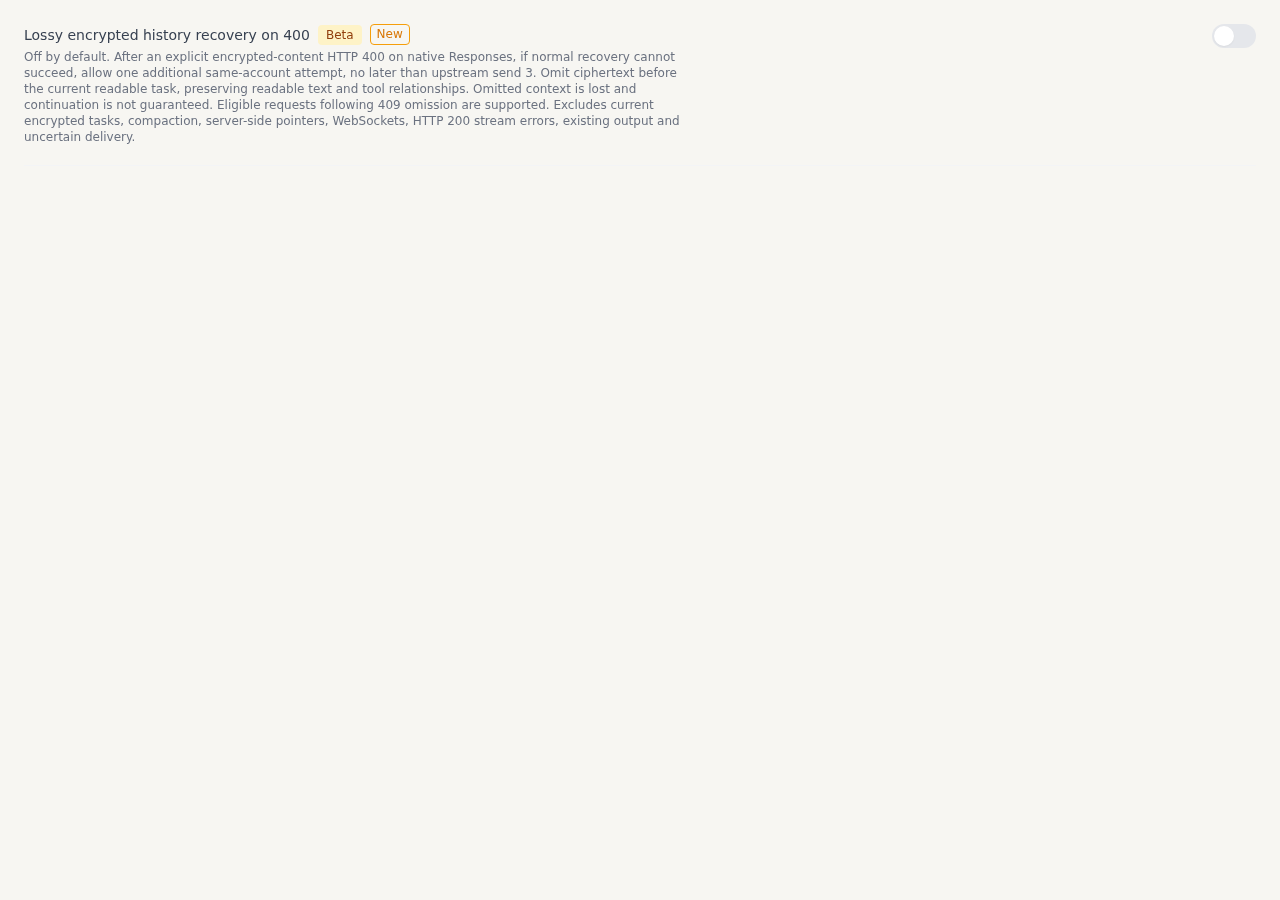 Lossy encrypted history recovery on 400 Beta New
Off by default. After an explicit encrypted-content HTTP 400 on native Responses, if normal recovery cannot
succeed, allow one additional same-account attempt, no later than upstream send 3. Omit ciphertext before
the current readable task, preserving readable text and tool relationships. Omitted context is lost and
continuation is not guaranteed. Eligible requests following 409 omission are supported. Excludes current
encrypted tasks, compaction, server-side pointers, WebSockets, HTTP 200 stream errors, existing output and
uncertain delivery.